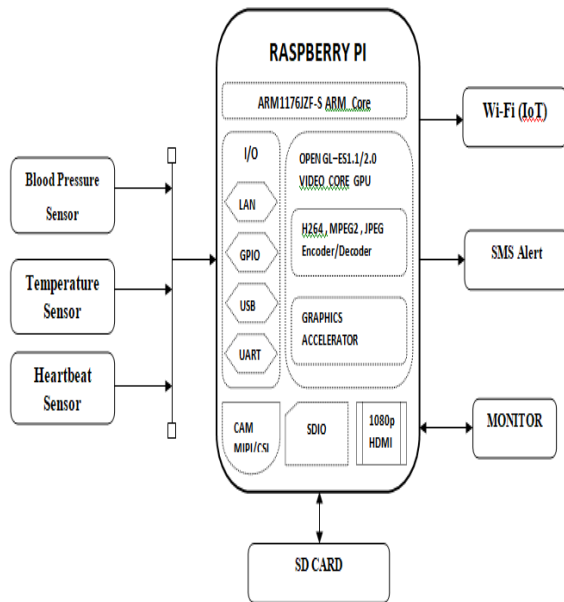 RASPBERRY PI
ARM1176JZF-S ARM Core
I/O
LAN
GPIO
USB
UART
OPEN GL-ES1.1/2.0
VIDEO CORE GPU
H264, MPEG2, JPEG
Encoder/Decoder
GRAPHICS
ACCELERATOR
CAM
MIPI/CSI
SDIO
1080p
HDMI
Blood Pressure
Sensor
Temperature
Sensor
Heartbeat
Sensor
Wi-Fi (IoT)
SMS Alert
MONITOR
SD CARD